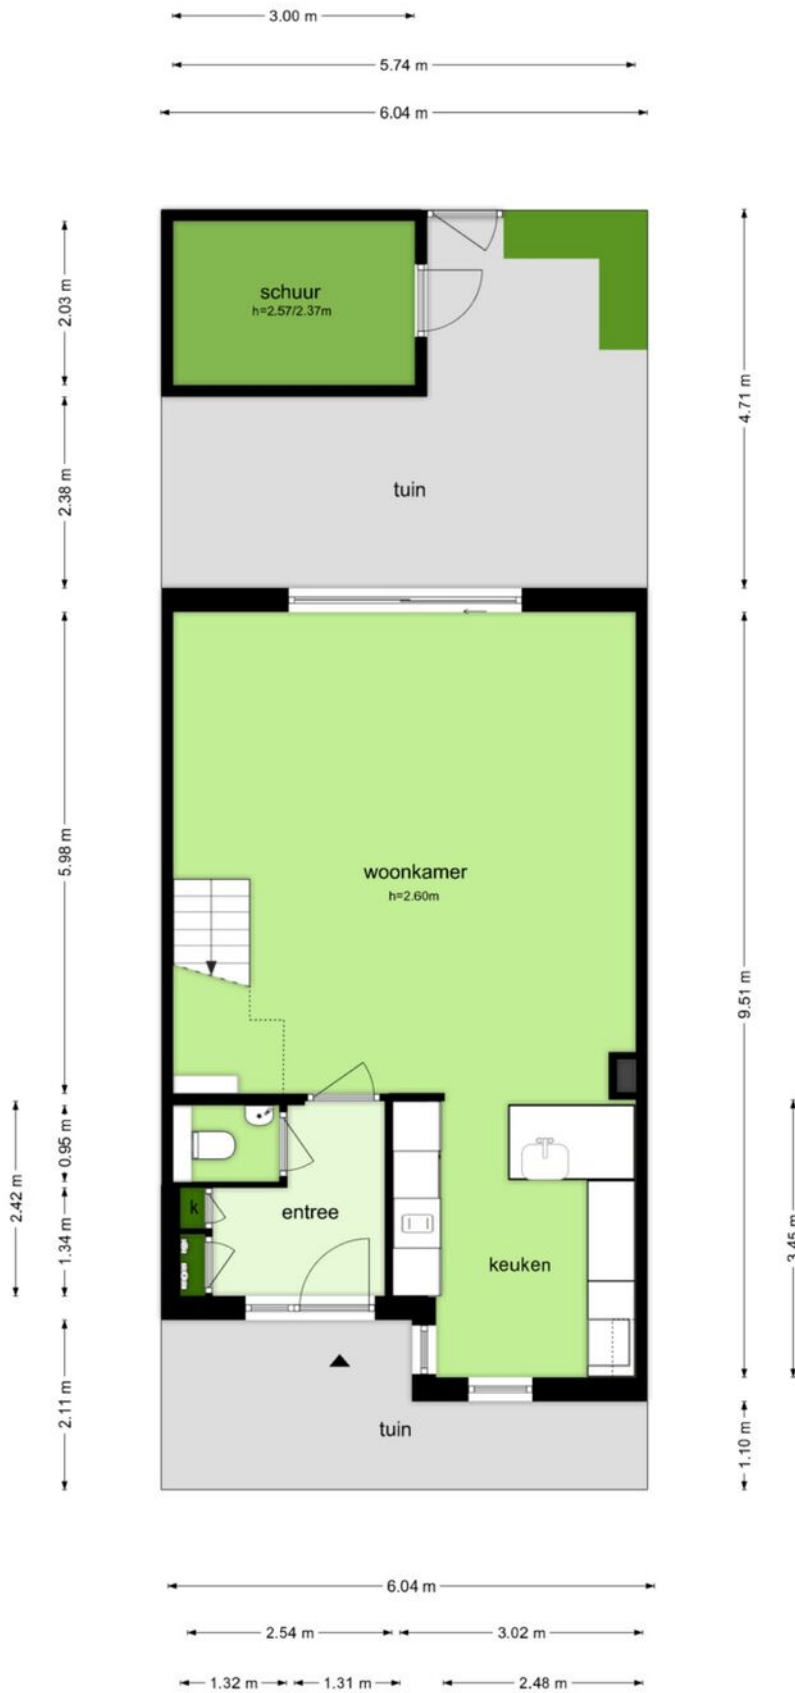 3.00 m
5.74 m
6.04 m
schuur
h=2.57/2.37m
2.03 m
4.71 m
2.38 m
tuin
5.98 m
woonkamer
h=2.60m
9.51 m
0.95 m
2.42 m
k
entree
1.34 m
3.45 m
keuken
2.11 m
tuin
1.10 m
6.04 m
2.54 m
3.02 m
1.32 m
1.31 m
2.48 m